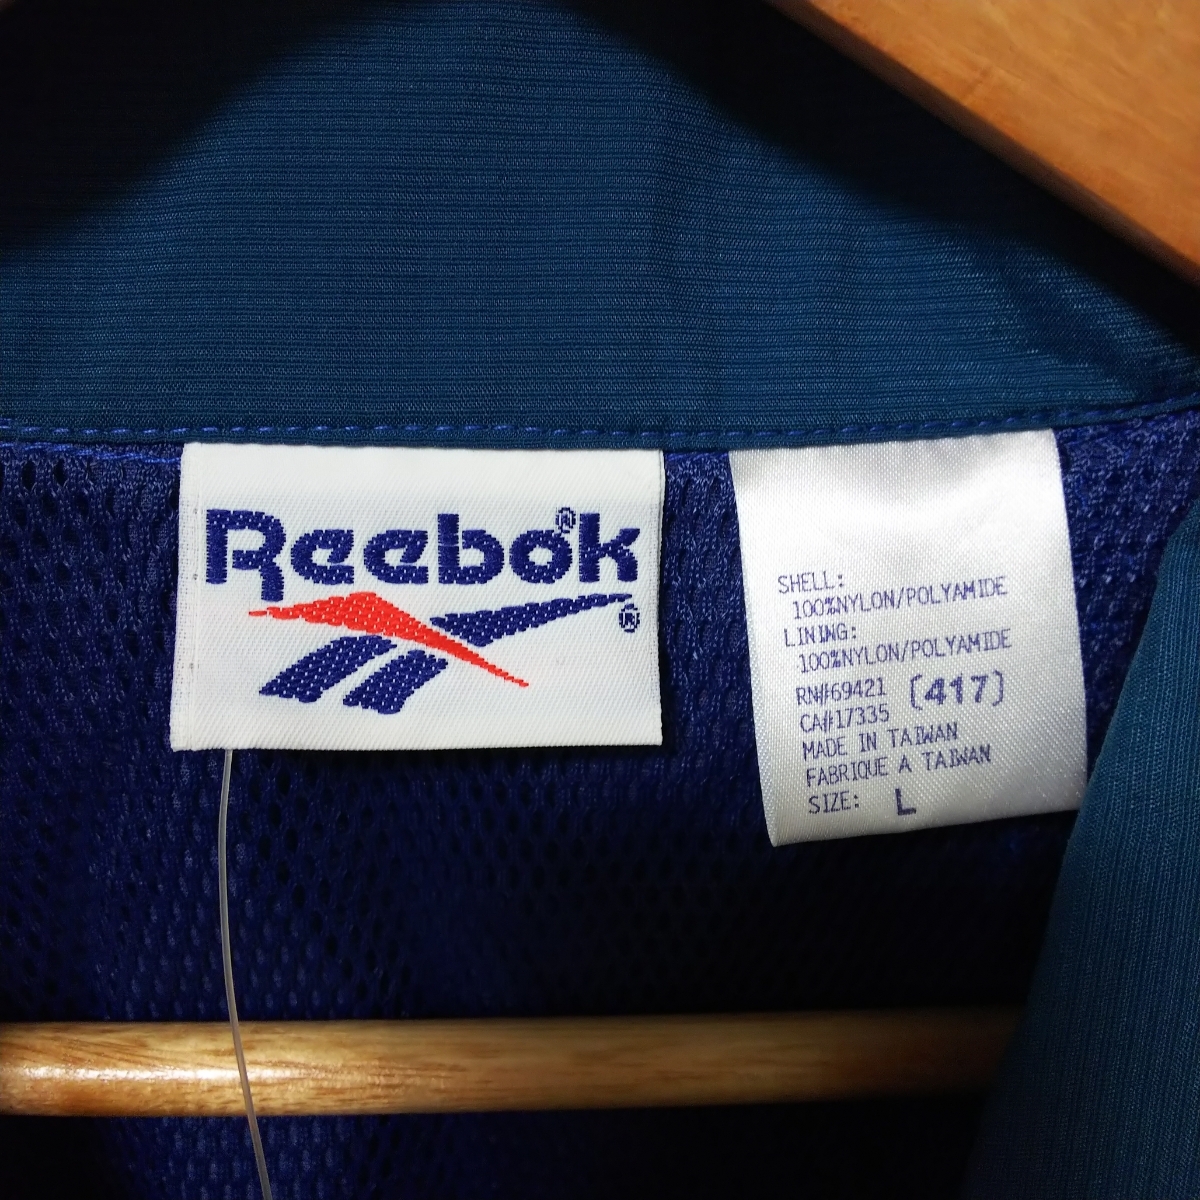 Reebok®
®
SHELL:
100%NYLON/POLYAMIDE
LINING:
100%NYLON/POLYAMIDE
RN#69421 [417]
CA#17335
MADE IN TAIWAN
FABRIQUE A TAIWAN
SIZE: L